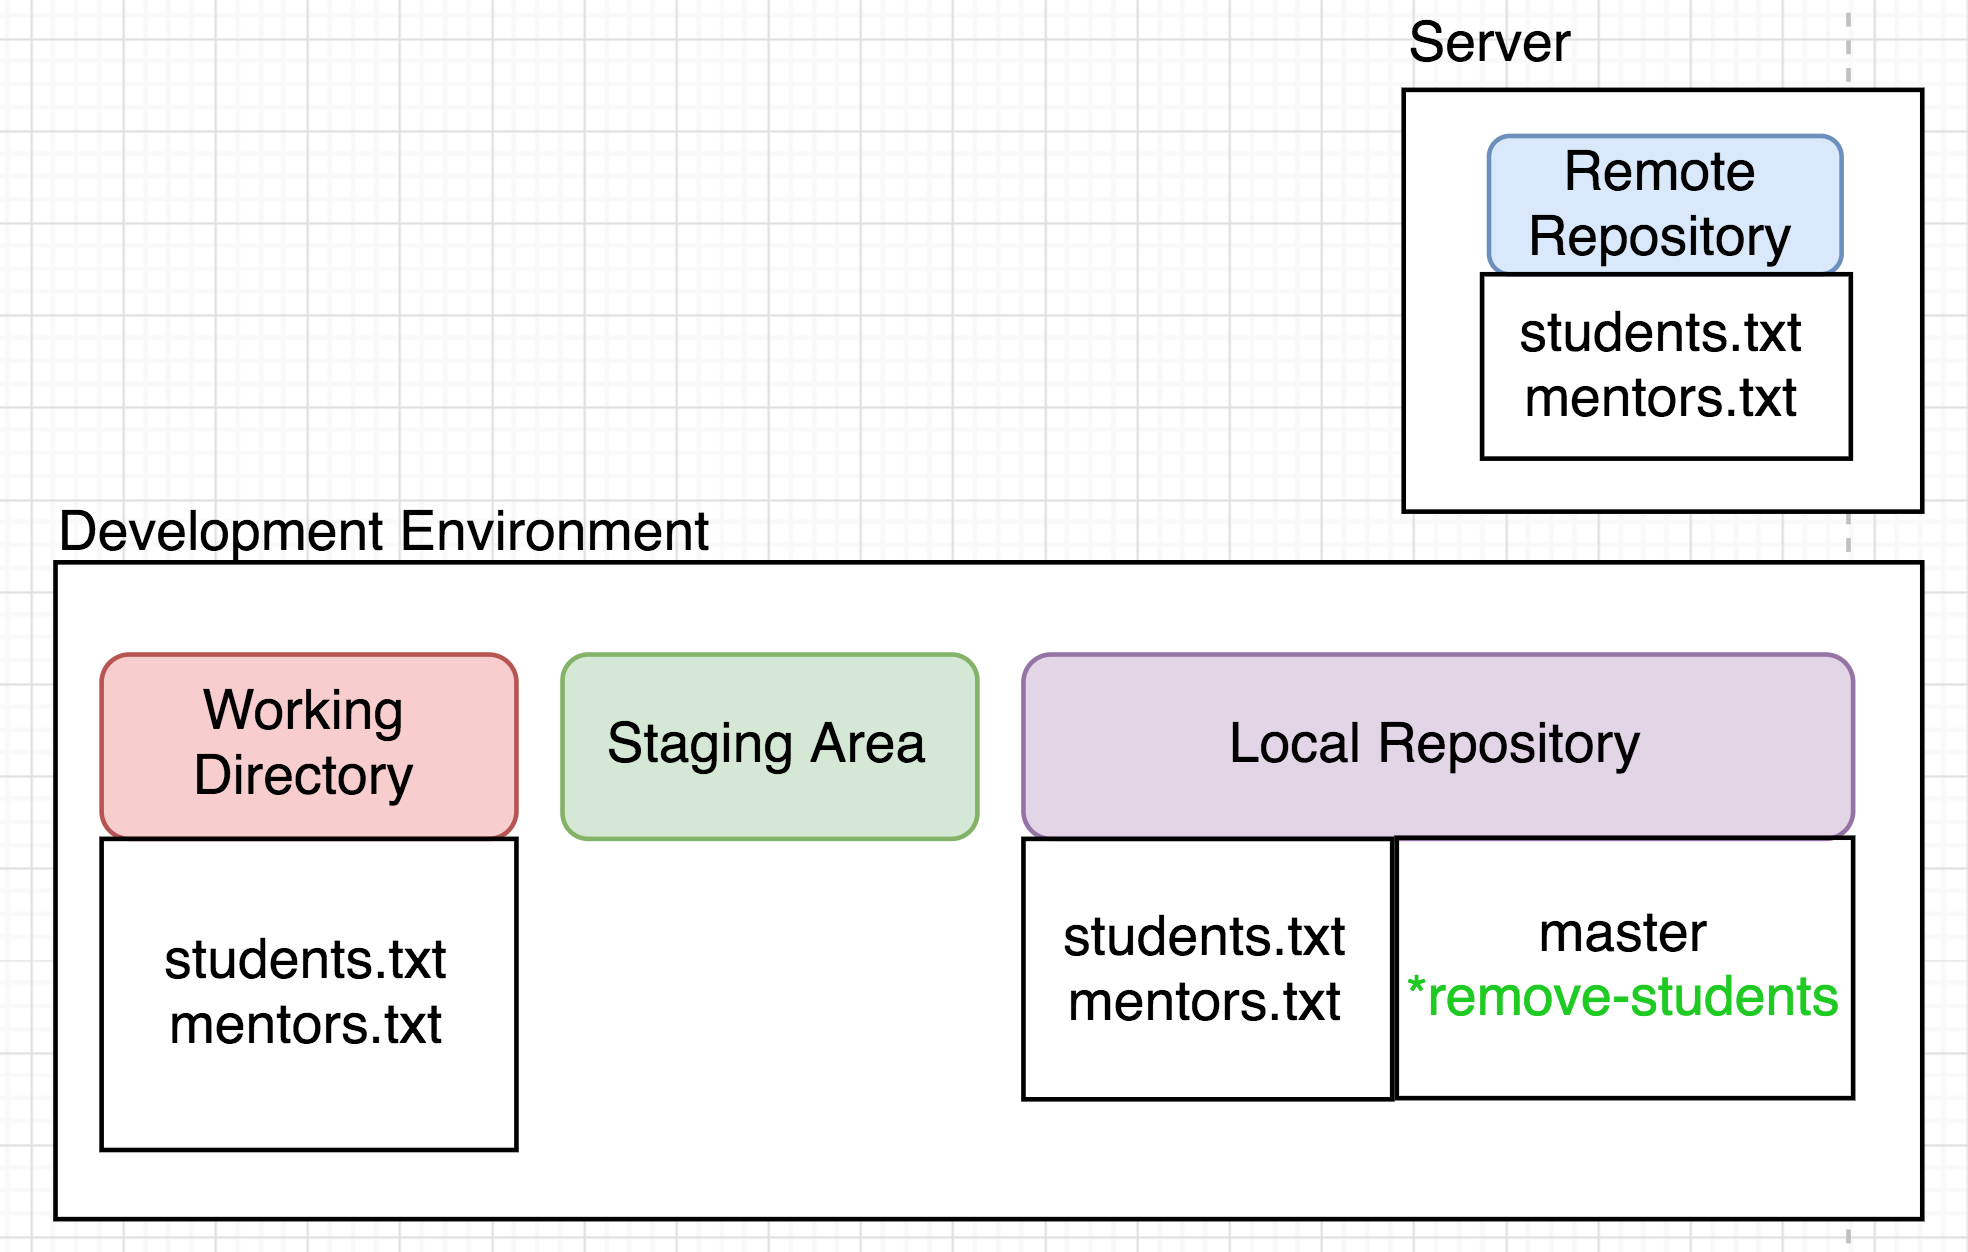 Server
Remote
Repository
students.txt
mentors.txt
Development Environment
Working
Directory
students.txt
mentors.txt
Staging Area
Local Repository
students.txt
mentors.txt
master
*remove-students